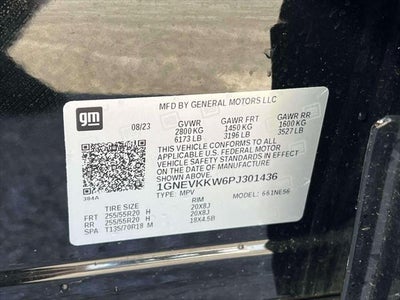 MFD BY GENERAL MOTORS LLC
gm
08/23 GVWR GAWR FRT GAWR RR
2800 KG 1450 KG 1600 KG
6173 LB 3196 LB 3527 LB
THIS VEHICLE CONFORMS TO ALL
APPLICABLE U.S. FEDERAL MOTOR
VEHICLE SAFETY STANDARDS IN
EFFECT ON THE DATE OF MANUFACTURE
SHOWN ABOVE.
1GNEVKKW6PJ301436
TYPE: MPV MODEL: 661NE56
TIRE SIZE RIM
FRT 255/55R20 H 20X8J
RR 255/55R20 H 20X8J
SPA T135/70R18 M 18X4.5B